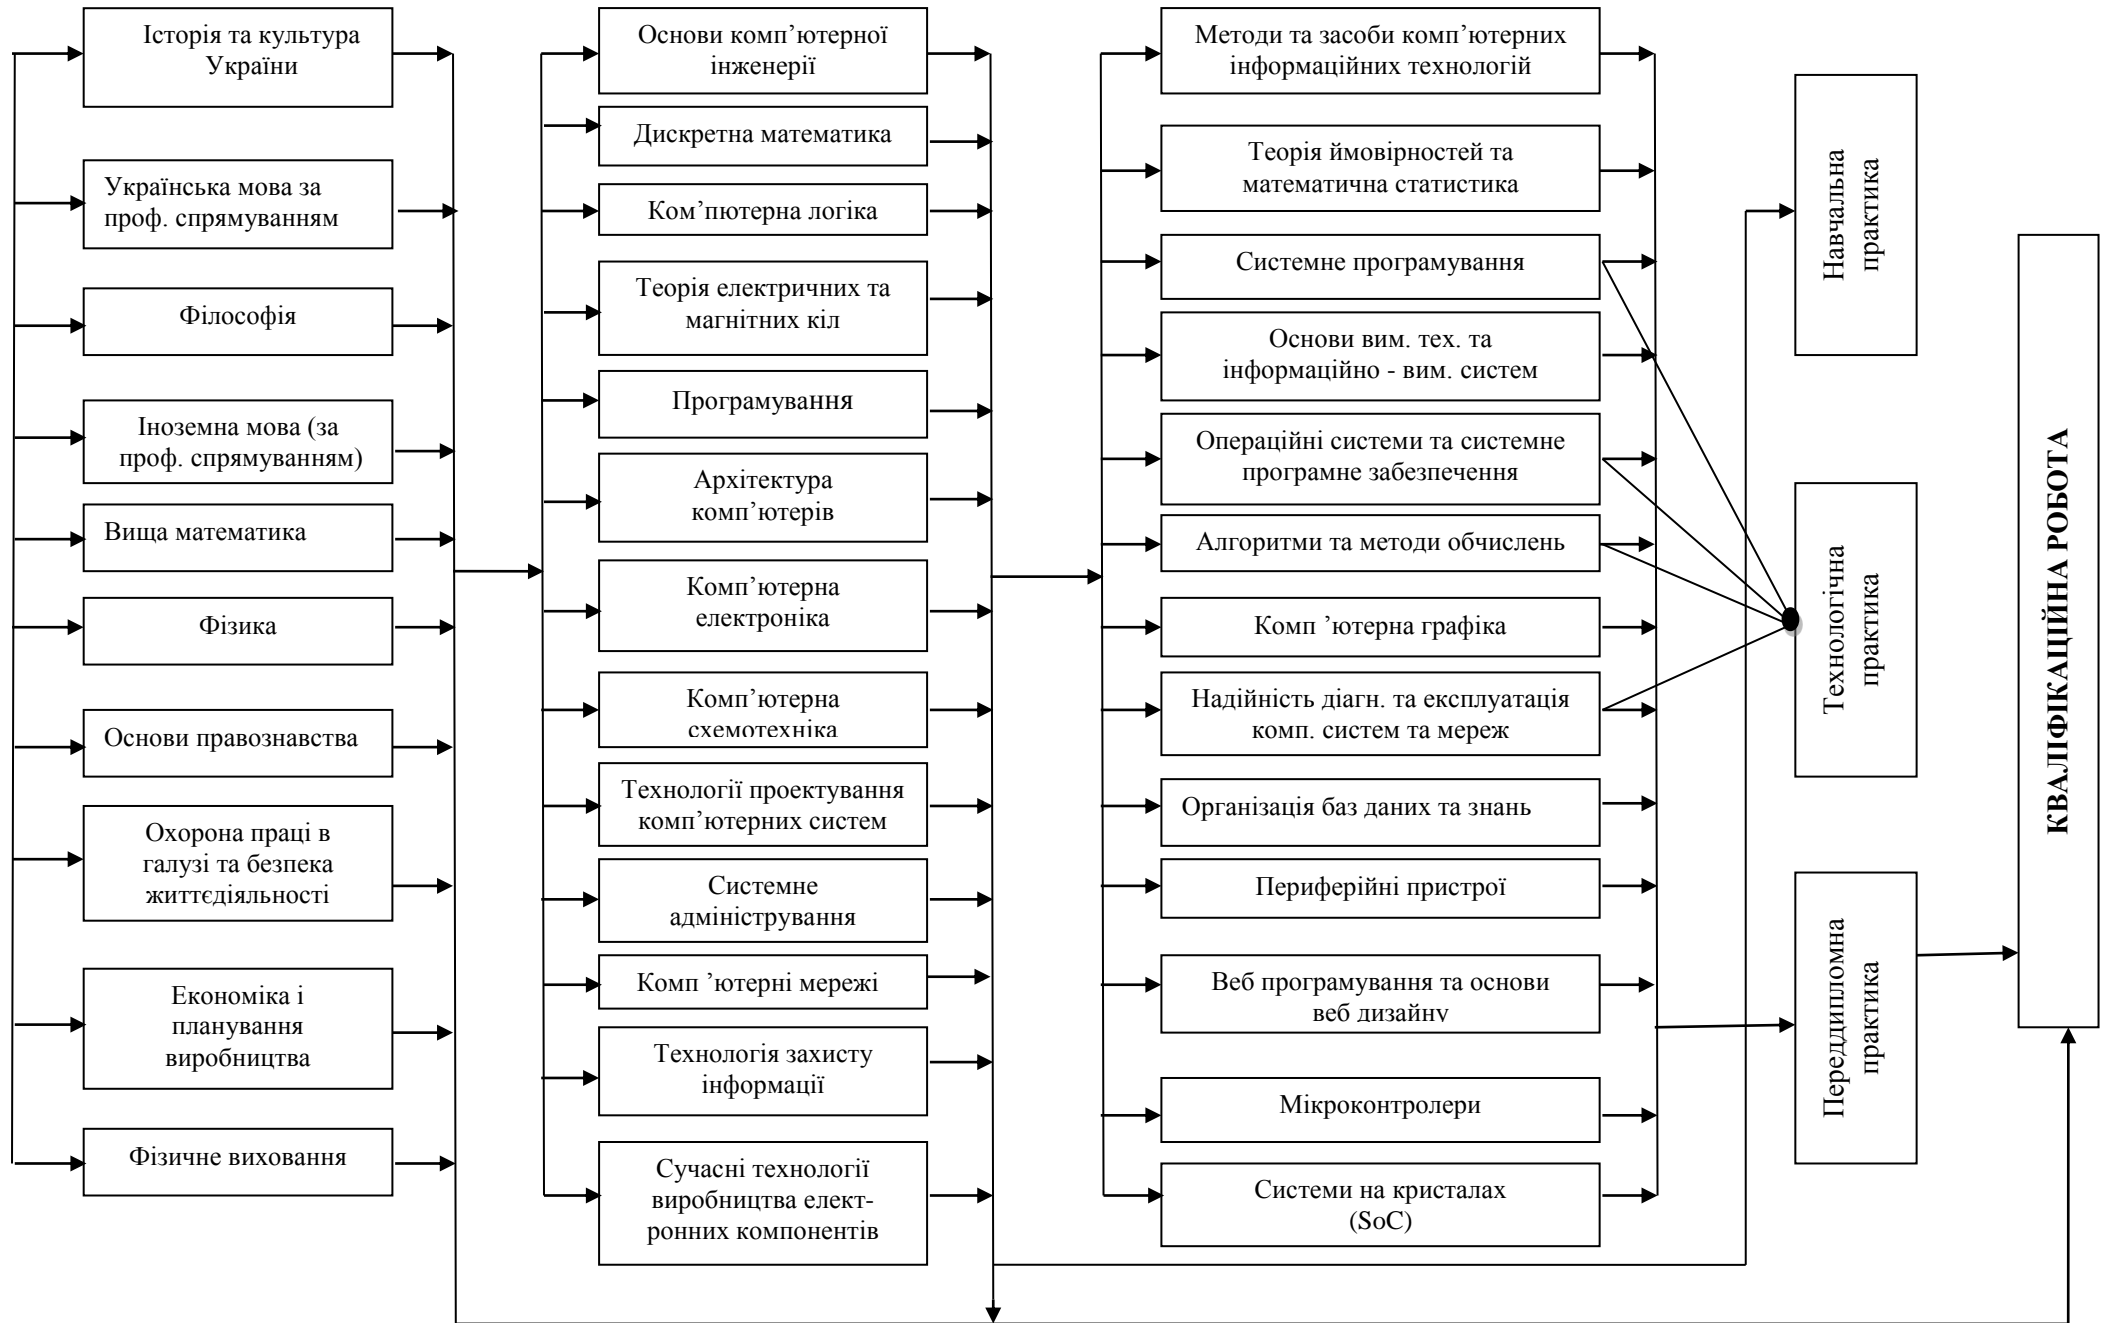 Історія та культура
України
Українська мова за
проф. спрямуванням
Філософія
Іноземна мова (за
проф. спрямуванням)
Вища математика
Фізика
Основи правознавства
Охорона праці в
галузі та безпека
життєдіяльності
Економіка і
планування
виробництва
Фізичне виховання
Основи комп’ютерної
інженерії
Дискретна математика
Ком’пютерна логіка
Теорія електричних та
магнітних кіл
Програмування
Архітектура
комп’ютерів
Комп’ютерна
електроніка
Комп’ютерна
схемотехніка
Технології проектування
комп’ютерних систем
Системне
адміністрування
Комп ’ютерні мережі
Технологія захисту
інформації
Сучасні технології
виробництва елект-
ронних компонентів
Методи та засоби комп’ютерних
інформаційних технологій
Теорія ймовірностей та
математична статистика
Системне програмування
Основи вим. тех. та
інформаційно - вим. систем
Операційні системи та системне
програмне забезпечення
Алгоритми та методи обчислень
Комп ’ютерна графіка
Надійність діагн. та експлуатація
комп. систем та мереж
Організація баз даних та знань
Периферійні пристрої
Веб програмування та основи
веб дизайну
Мікроконтролери
Системи на кристалах
(SoC)
Навчальна
практика
Технологічна
практика
Переддипломна
практика
КВАЛІФІКАЦІЙНА РОБОТА